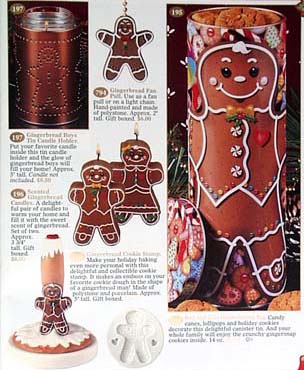 197
794
Gingerbread Fan
Pull. Use as a fan
pull or on a light chain.
Hand-painted and made
of polystone. Approx. 2"
tall. Gift boxed. $6.00
197
Gingerbread Boys
Tin Candle Holder.
Put your favorite candle
inside this tin candle
holder and the glow of
gingerbread boys will
fill your home! Approx.
5" tall. Candle not
included.
196
Scented
Gingerbread
Candles. A delight-
ful pair of candles to
warm your home and
fill it with the sweet
scent of gingerbread.
Set of two.
Approx.
3 3/4"
tall. Gift
boxed.
Gingerbread Cookie Stamp.
Make your holiday baking
even more personal with this
delightful and collectible cookie
stamp. It makes an emboss on your
favorite cookie dough in the shape
of a gingerbread man! Made of
polystone and porcelain. Approx.
5" tall. Gift boxed.
195
Candy
canes, lollipops and holiday cookies
decorate this delightful canister tin. And your
whole family will enjoy the crunchy gingersnap
cookies inside. 14 oz.